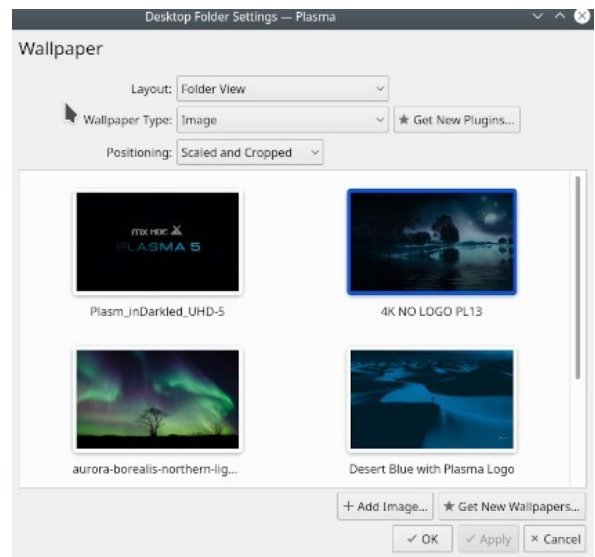 Desktop Folder Settings — Plasma
Wallpaper
Layout: Folder View
Wallpaper Type: Image ★ Get New Plugins...
Positioning: Scaled and Cropped
PLASMA 5
Plasm_inDarkled_UHD-5 4K NO LOGO PL13
aurora-borealis-northern-lig... Desert Blue with Plasma Logo
+ Add Image... ★ Get New Wallpapers...
✓ OK ✓ Apply × Cancel